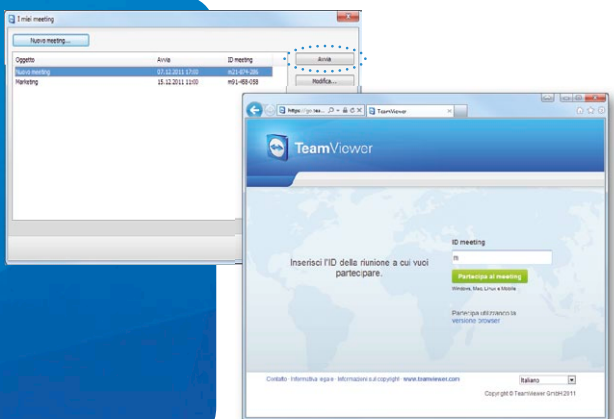 I miei meeting
Nuovo meeting...
Oggetto Avvia ID meeting
Nuovo meeting 07.12.2011 17:00 m21-074-206
Marketing 15.12.2011 11:00 m91-458-058
Avvia
Modifica...
TeamViewer
TeamViewer
ID meeting
m
Inserisci l'ID della riunione a cui vuoi
partecipare.
Partecipa al meeting
Windows, Mac, Linux e Mobile
Partecipa utilizzando la
versione browser
Contatto · Informativa legale · Informazioni sul copyright · www.teamviewer.com
Italiano
Copyright © TeamViewer GmbH 2011